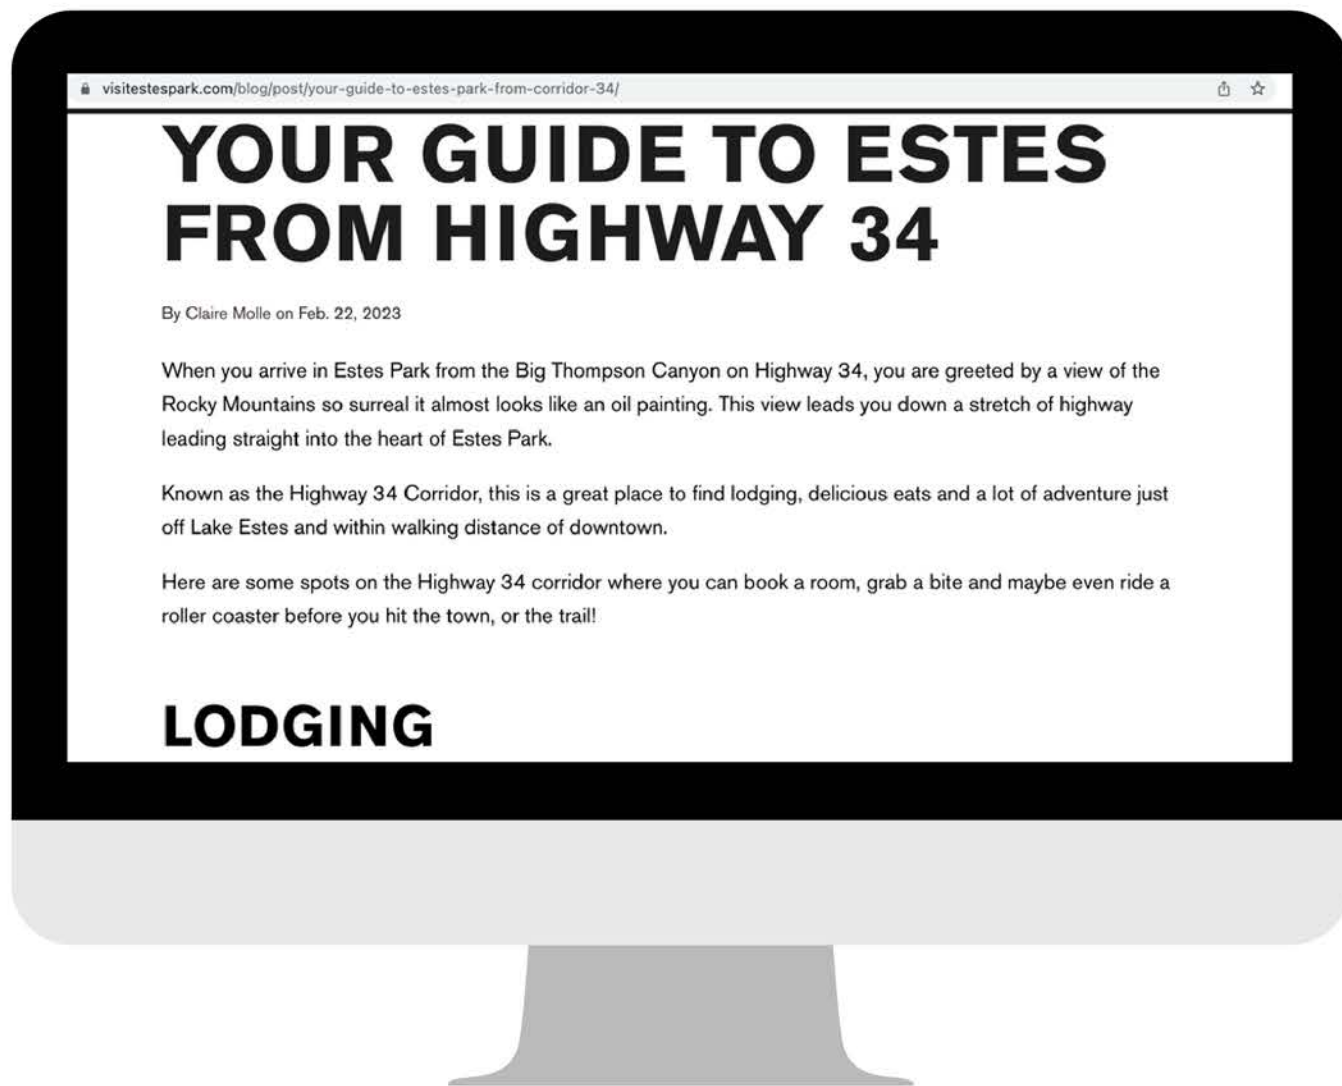 visitestespark.com/blog/post/your-guide-to-estes-park-from-corridor-34/
YOUR GUIDE TO ESTES
FROM HIGHWAY 34
By Claire Molle on Feb. 22, 2023
When you arrive in Estes Park from the Big Thompson Canyon on Highway 34, you are greeted by a view of the
Rocky Mountains so surreal it almost looks like an oil painting. This view leads you down a stretch of highway
leading straight into the heart of Estes Park.
Known as the Highway 34 Corridor, this is a great place to find lodging, delicious eats and a lot of adventure just
off Lake Estes and within walking distance of downtown.
Here are some spots on the Highway 34 corridor where you can book a room, grab a bite and maybe even ride a
roller coaster before you hit the town, or the trail!
LODGING